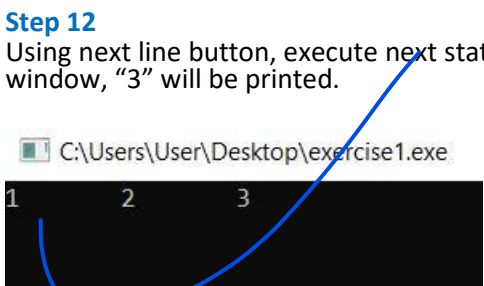 Step 12
Using next line button, execute next
window, “3” will be printed.
C:\Users\User\Desktop\exercise1.exe
1 2 3